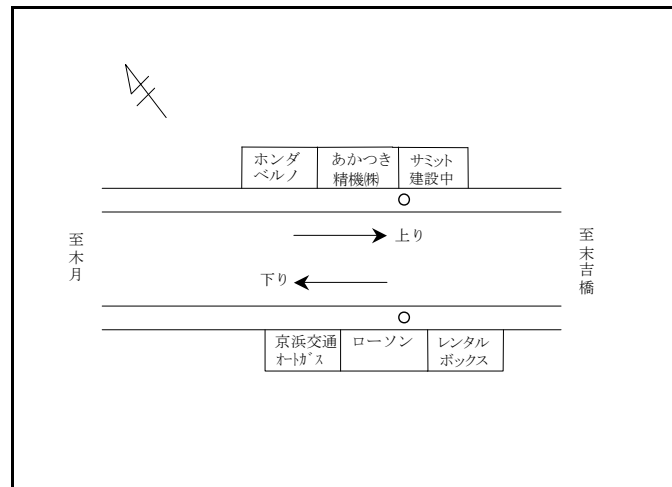 ホンダ
ベルノ
あかつき
精機㈱
サミット
建設中
至木月
上り
下り
至末吉橋
京浜交通
ｵｰﾄｶﾞｽ
ローソン
レンタル
ボックス